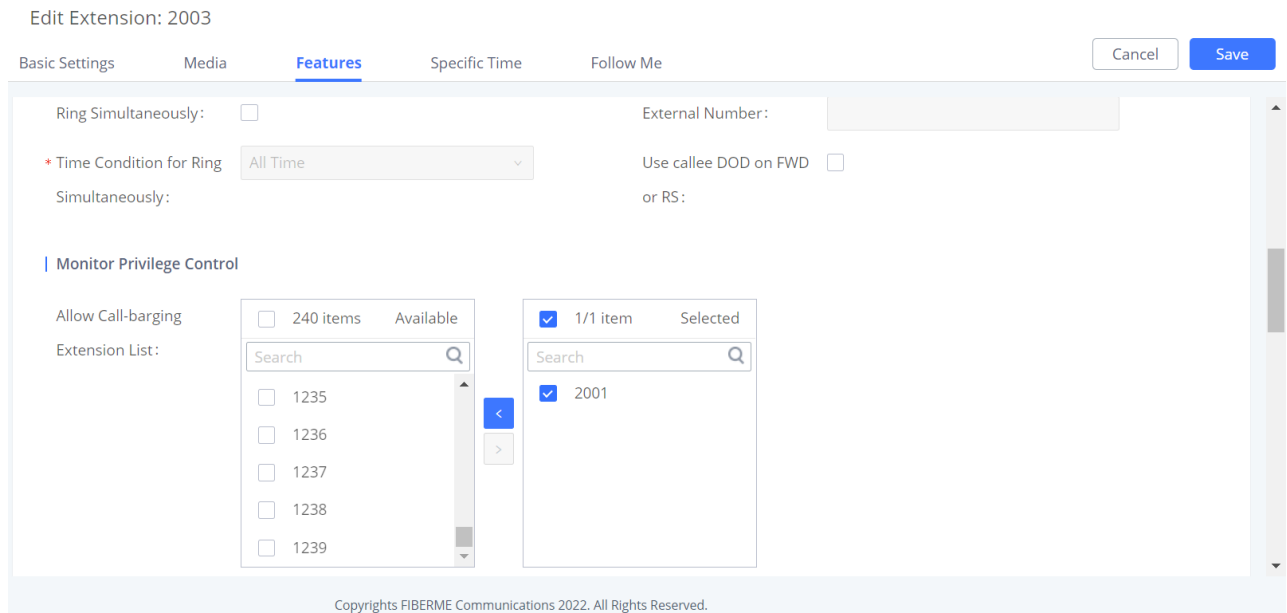 Edit Extension: 2003
Cancel
Save
Basic Settings
Media
Features
Specific Time
Follow Me
Ring Simultaneously:
External Number:
* Time Condition for Ring
Simultaneously:
All Time
Use callee DOD on FWD
or RS:
Monitor Privilege Control
Allow Call-barging
Extension List:
240 items Available
Search
1235
1236
1237
1238
1239
<
>
1/1 item Selected
Search
2001
Copyrights FIBERME Communications 2022. All Rights Reserved.